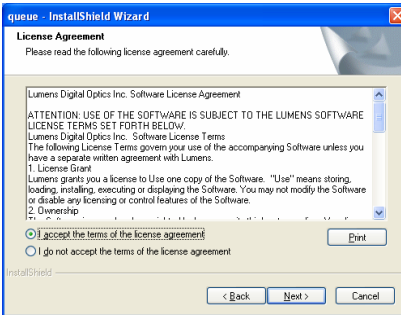 queue - InstallShield Wizard
License Agreement
Please read the following license agreement carefully.
Lumens Digital Optics Inc. Software License Agreement
ATTENTION: USE OF THE SOFTWARE IS SUBJECT TO THE LUMENS SOFTWARE
LICENSE TERMS SET FORTH BELOW.
Lumens Digital Optics Inc.  Software License Terms
The following License Terms govern your use of the accompanying Software unless you
have a separate written agreement with Lumens.
1. License Grant
Lumens grants you a license to Use one copy of the Software.  "Use" means storing,
loading, installing, executing or displaying the Software. You may not modify the Software
or disable any licensing or control features of the Software.
2. Ownership
I accept the terms of the license agreement
I do not accept the terms of the license agreement
Print
InstallShield
< Back
Next >
Cancel